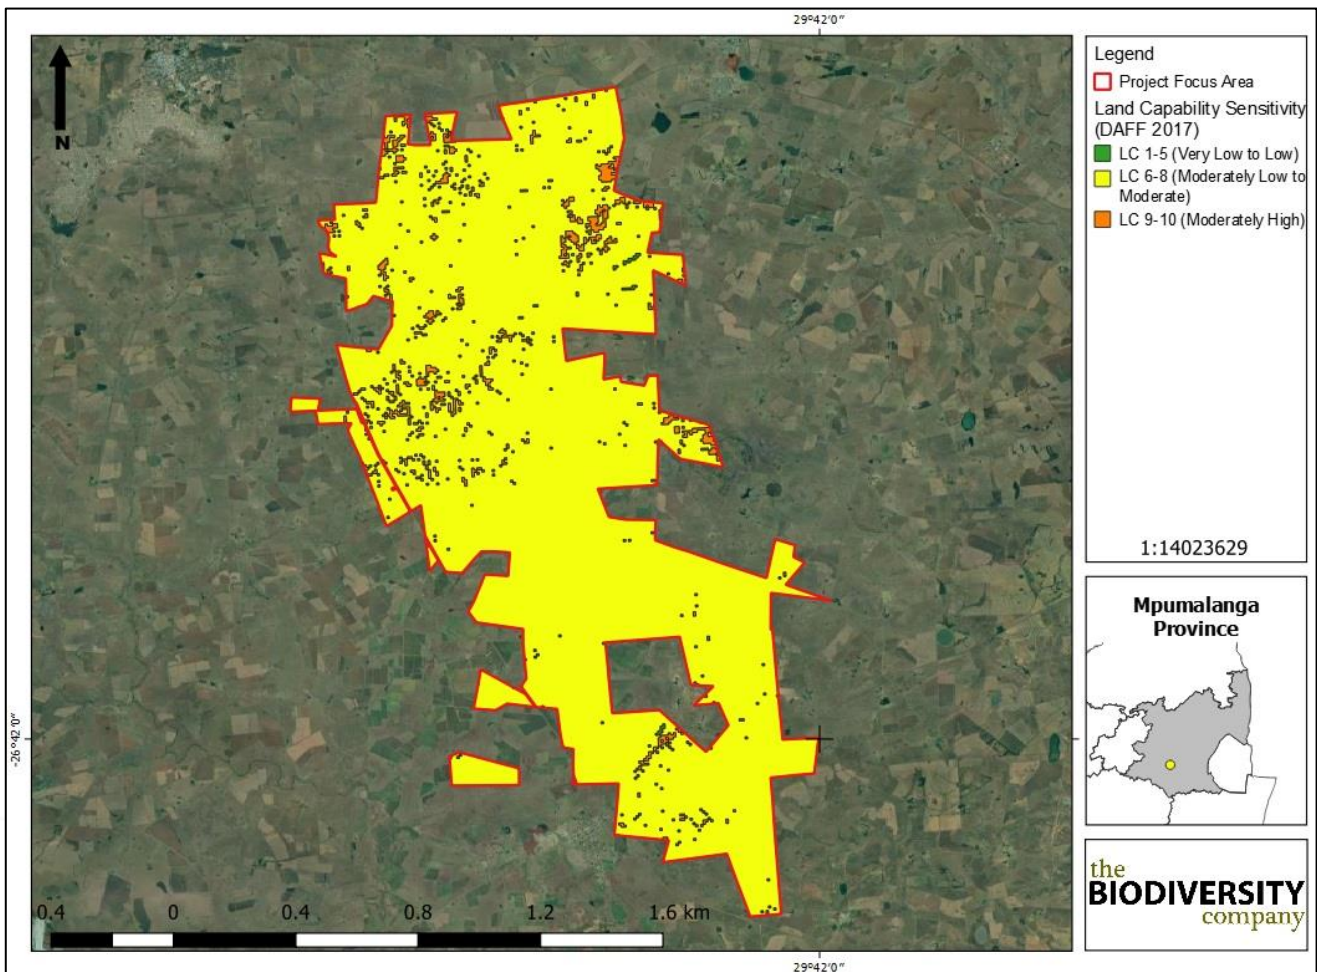 29°42'0"
N
-26°42'0"
0.4 0 0.4 0.8 1.2 1.6 km
29°42'0"
Legend
Project Focus Area
Land Capability Sensitivity
(DAFF 2017)
LC 1-5 (Very Low to Low)
LC 6-8 (Moderately Low to
Moderate)
LC 9-10 (Moderately High)
1:14023629
Mpumalanga
Province
the
BIODIVERSITY
company